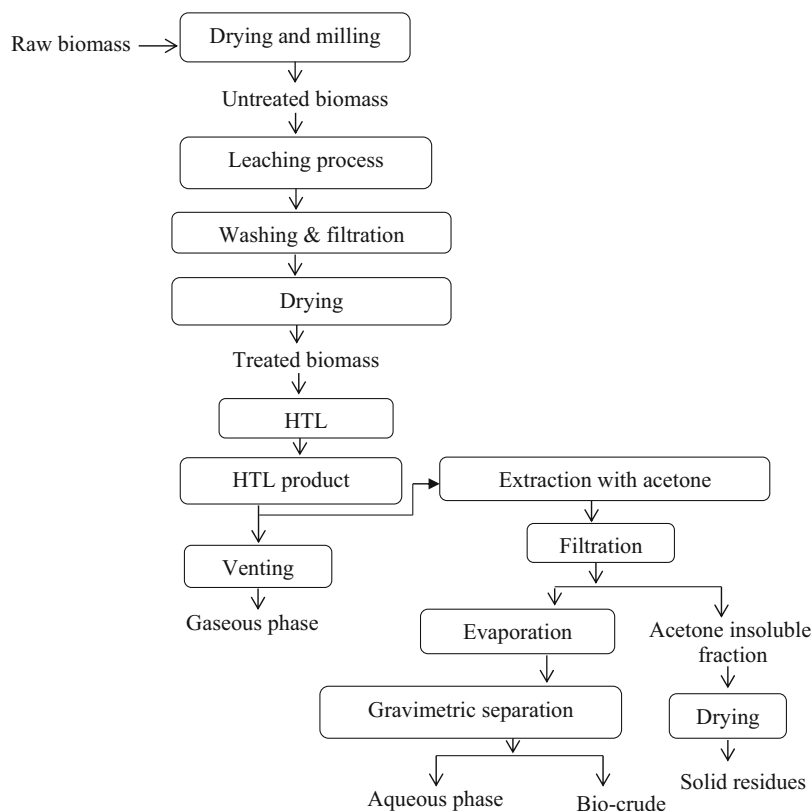 Raw biomass
Drying and milling
Untreated biomass
Leaching process
Washing & filtration
Drying
Treated biomass
HTL
HTL product
Extraction with acetone
Venting
Filtration
Gaseous phase
Evaporation
Acetone insoluble
fraction
Gravimetric separation
Drying
Aqueous phase
Bio-crude
Solid residues